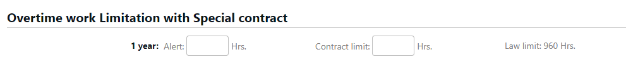 Overtime work Limitation with Special contract
1 year: Alert: Hrs. Contract limit: Hrs. Law limit: 960 Hrs.